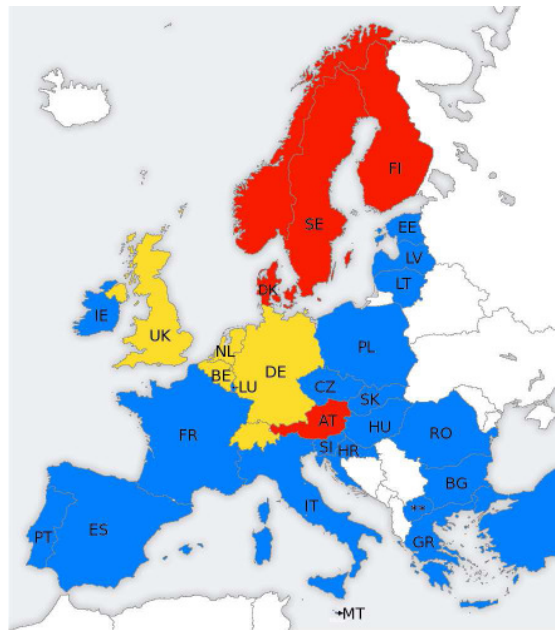 FI
SE
EE
LV
DK
LT
IE
UK
NL
PL
BE
DE
LU
CZ
SK
FR
AT
HU
SI
HR
RO
IT
BG
PT
ES
**
GR
MT